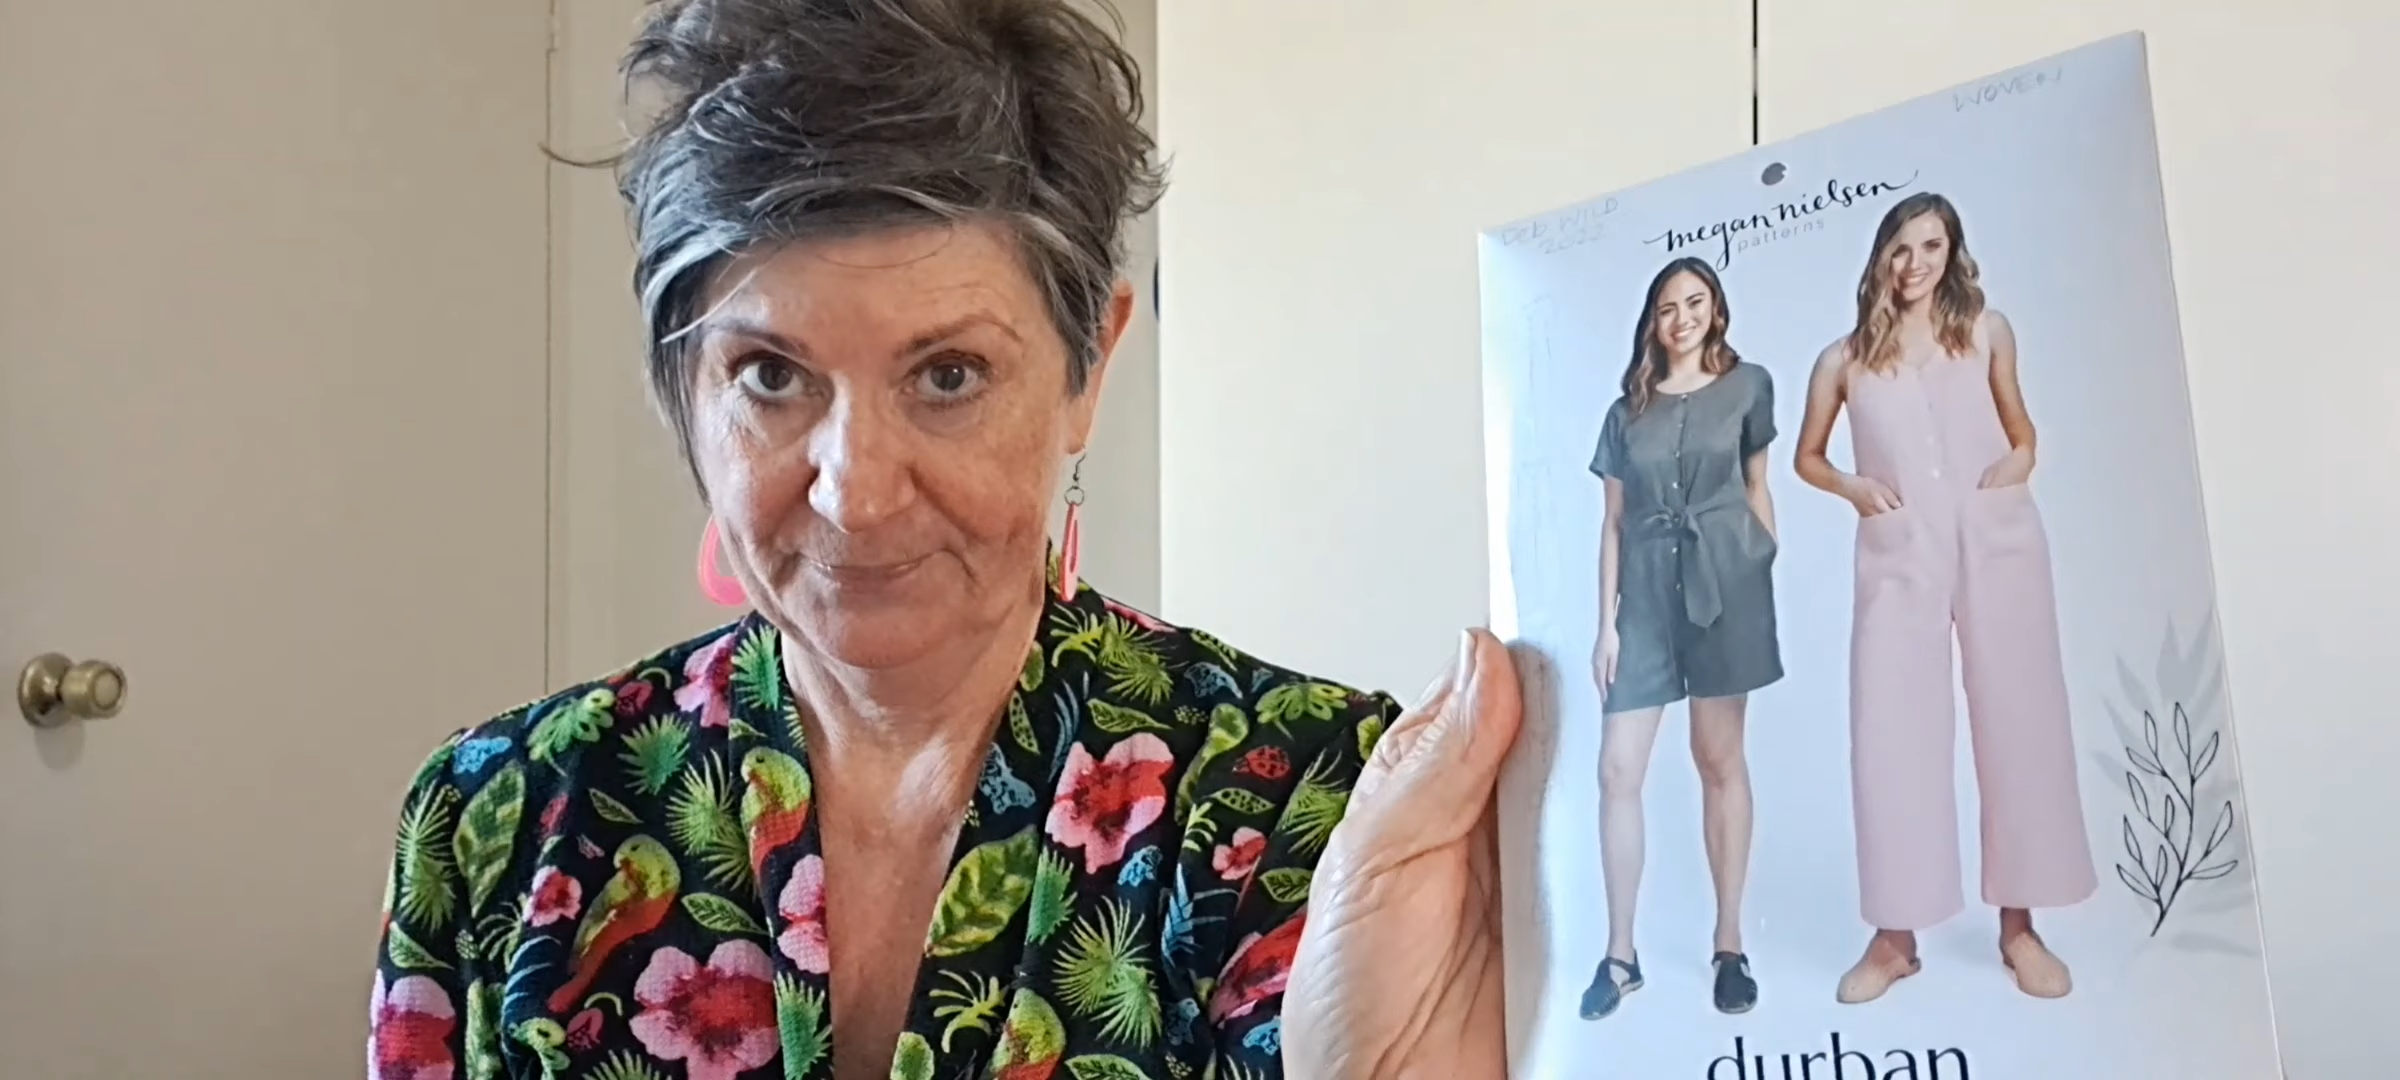 WOVEN
Deb WILD
2022
megan nielsen
patterns
durban